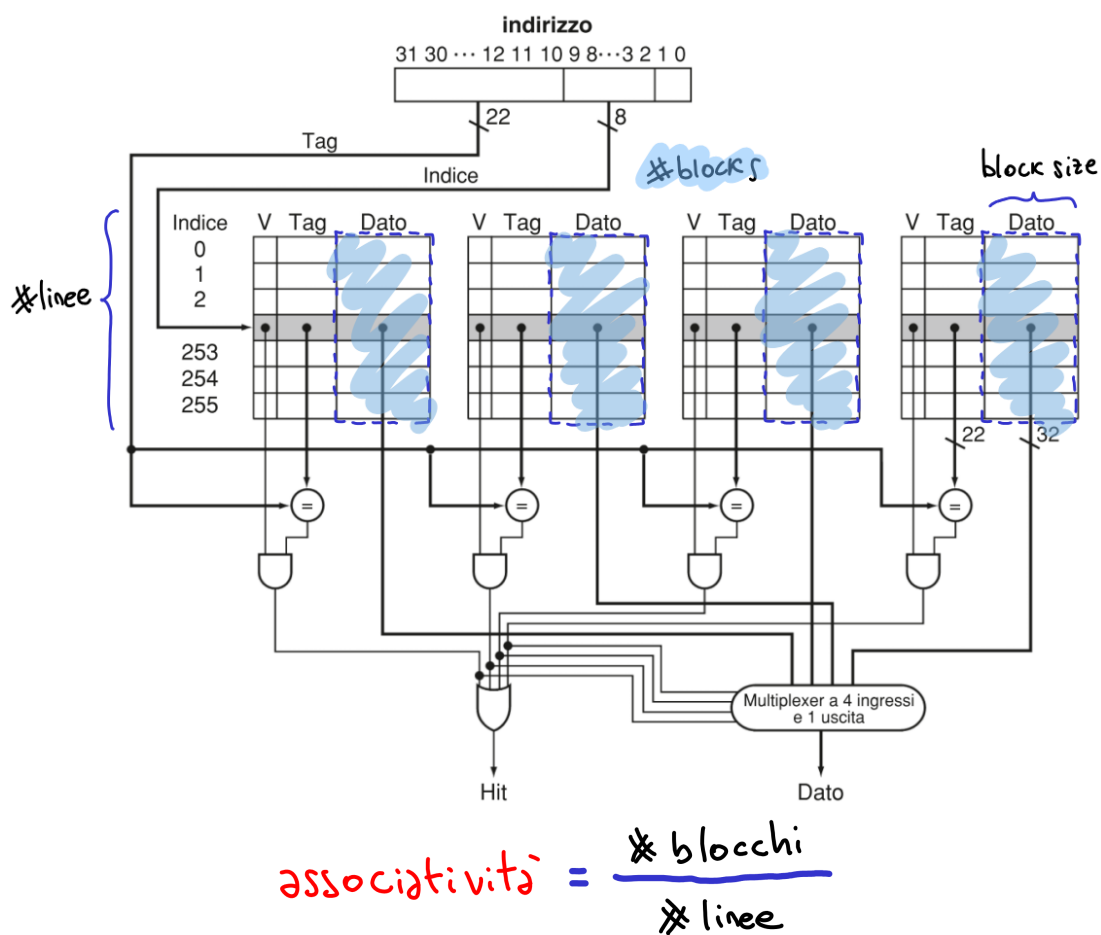 indirizzo
31 30 ··· 12 11 10 9 8···3 2 1 0
22
8
Tag
Indice
#blocks
block size
Indice V Tag Dato V Tag Dato V Tag Dato V Tag Dato
0
1
2
#linee
253
254
255
22 32
= = = =
Multiplexer a 4 ingressi
e 1 uscita
Hit
Dato
associatività = # blocchi
# linee